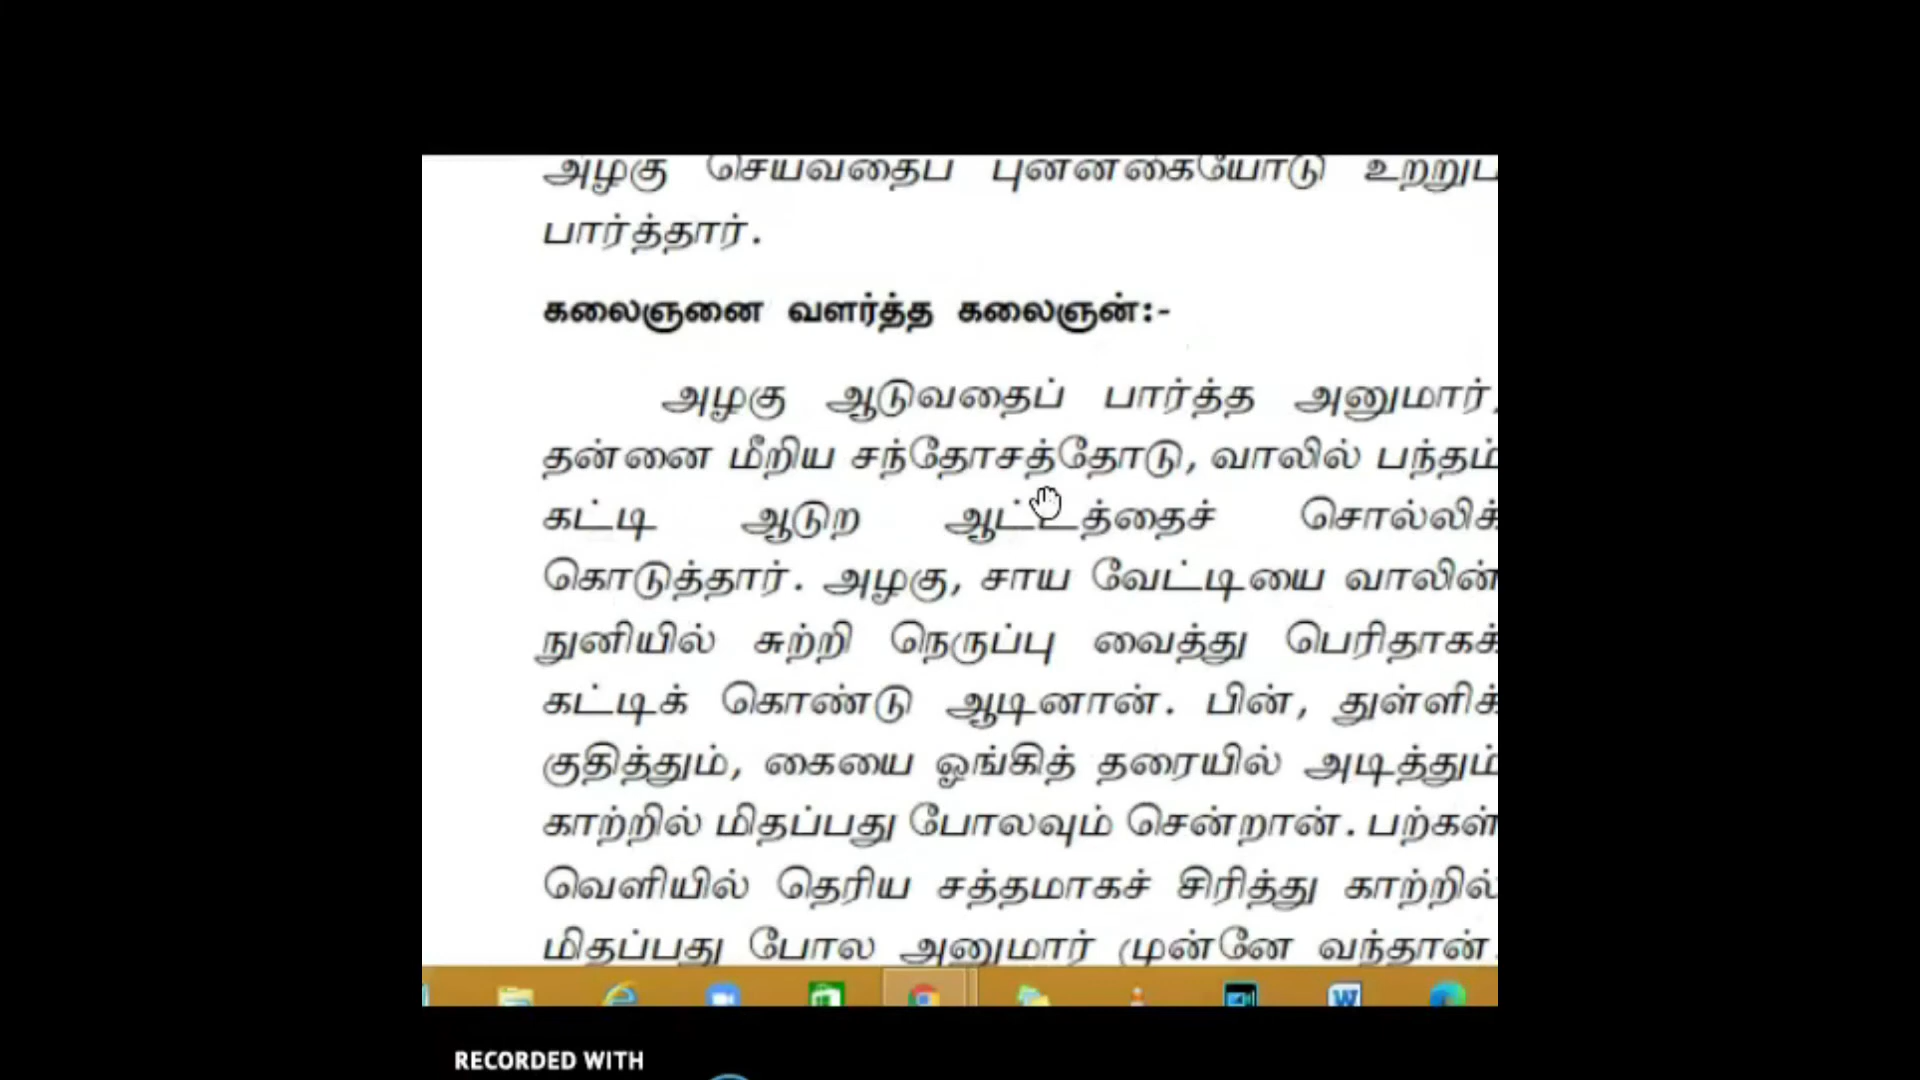 அழகு செய்வதைப் புன்னகையோடு உற்றுப்
பார்த்தார்.
கலைஞனை வளர்த்த கலைஞன்:-
அழகு ஆடுவதைப் பார்த்த அனுமார்,
தன்னை மீறிய சந்தோசத்தோடு, வாலில் பந்தம்
கட்டி ஆடுற ஆட்டத்தைச் சொல்லிக்
கொடுத்தார். அழகு, சாய வேட்டியை வாலின்
நுனியில் சுற்றி நெருப்பு வைத்து பெரிதாகக்
கட்டிக் கொண்டு ஆடினான். பின், துள்ளிக்
குதித்தும், கையை ஓங்கித் தரையில் அடித்தும்
காற்றில் மிதப்பது போலவும் சென்றான். பற்கள்
வெளியில் தெரிய சத்தமாகச் சிரித்து காற்றில்
மிதப்பது போல அனுமார் முன்னே வந்தான்.
RECORDED WITH